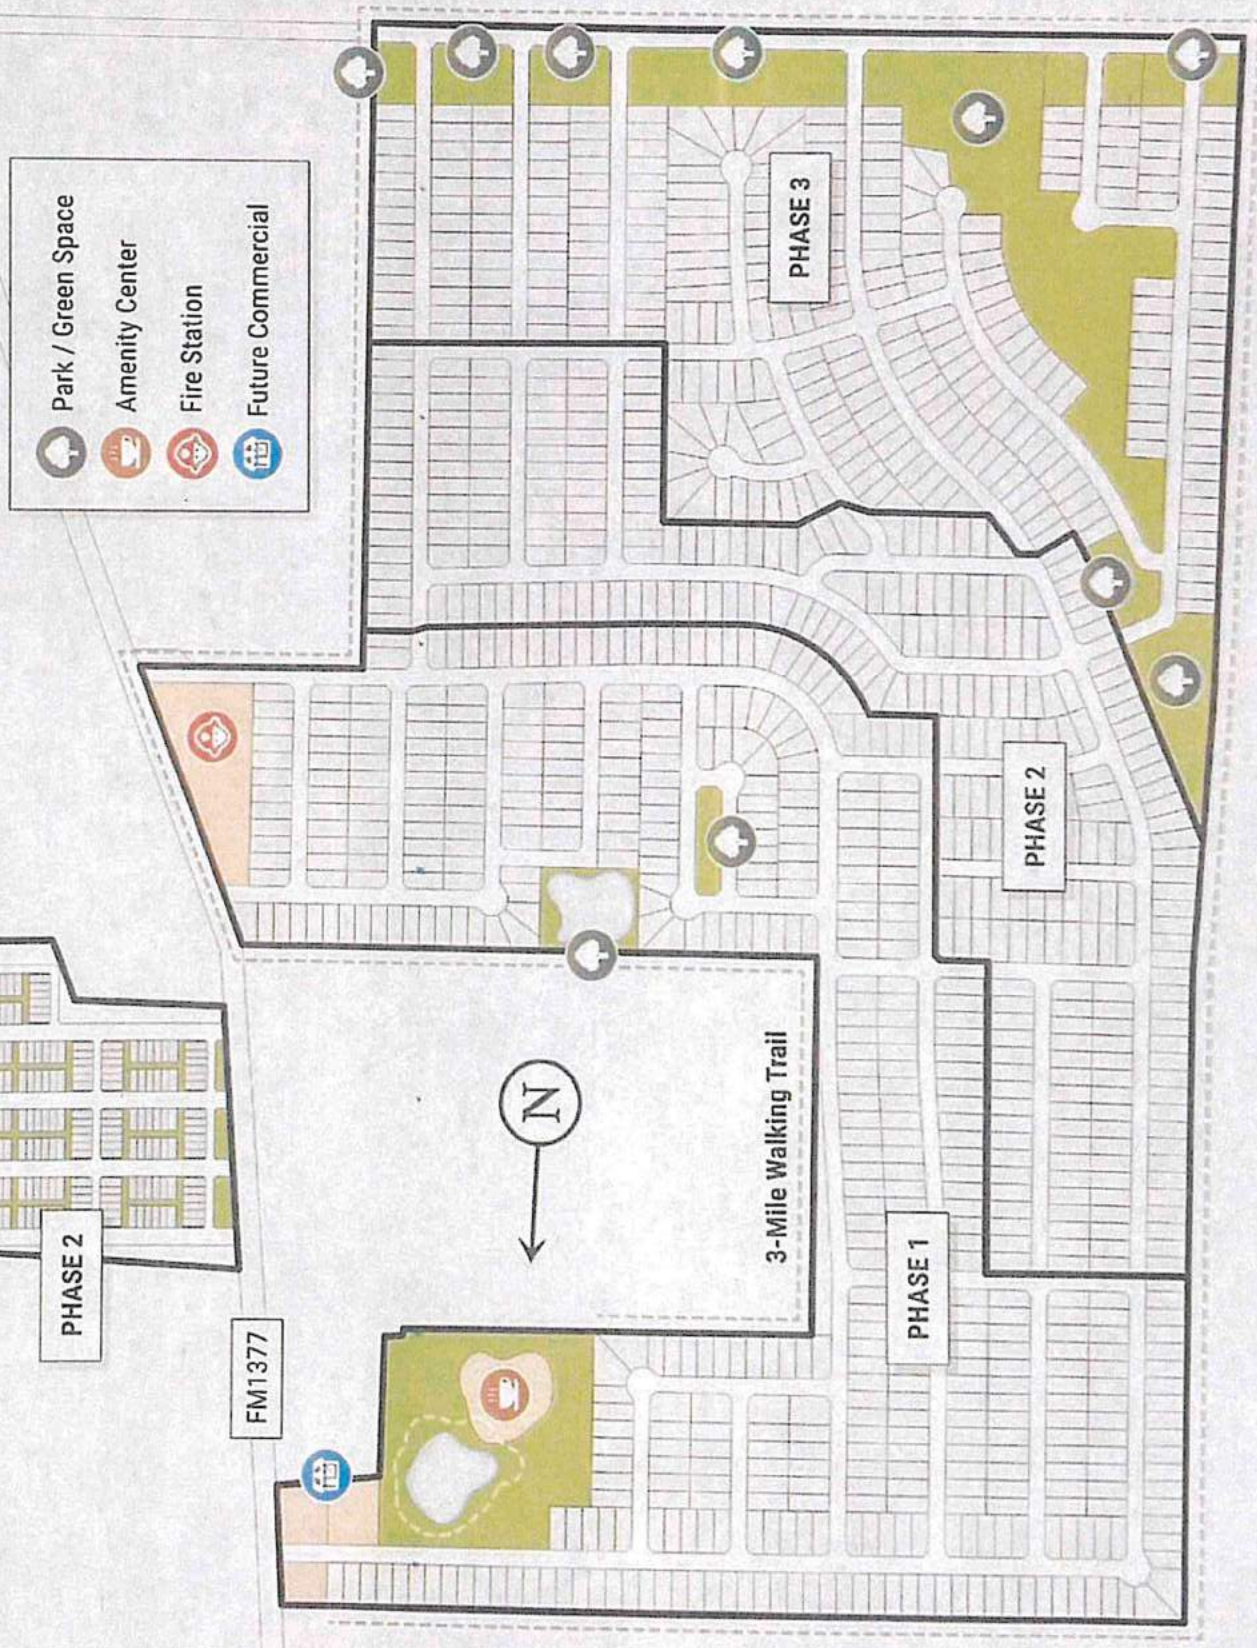 Park / Green Space
Amenity Center
Fire Station
Future Commercial
PHASE 3
PHASE 2
PHASE 2
N
3-Mile Walking Trail
PHASE 1
FM1377